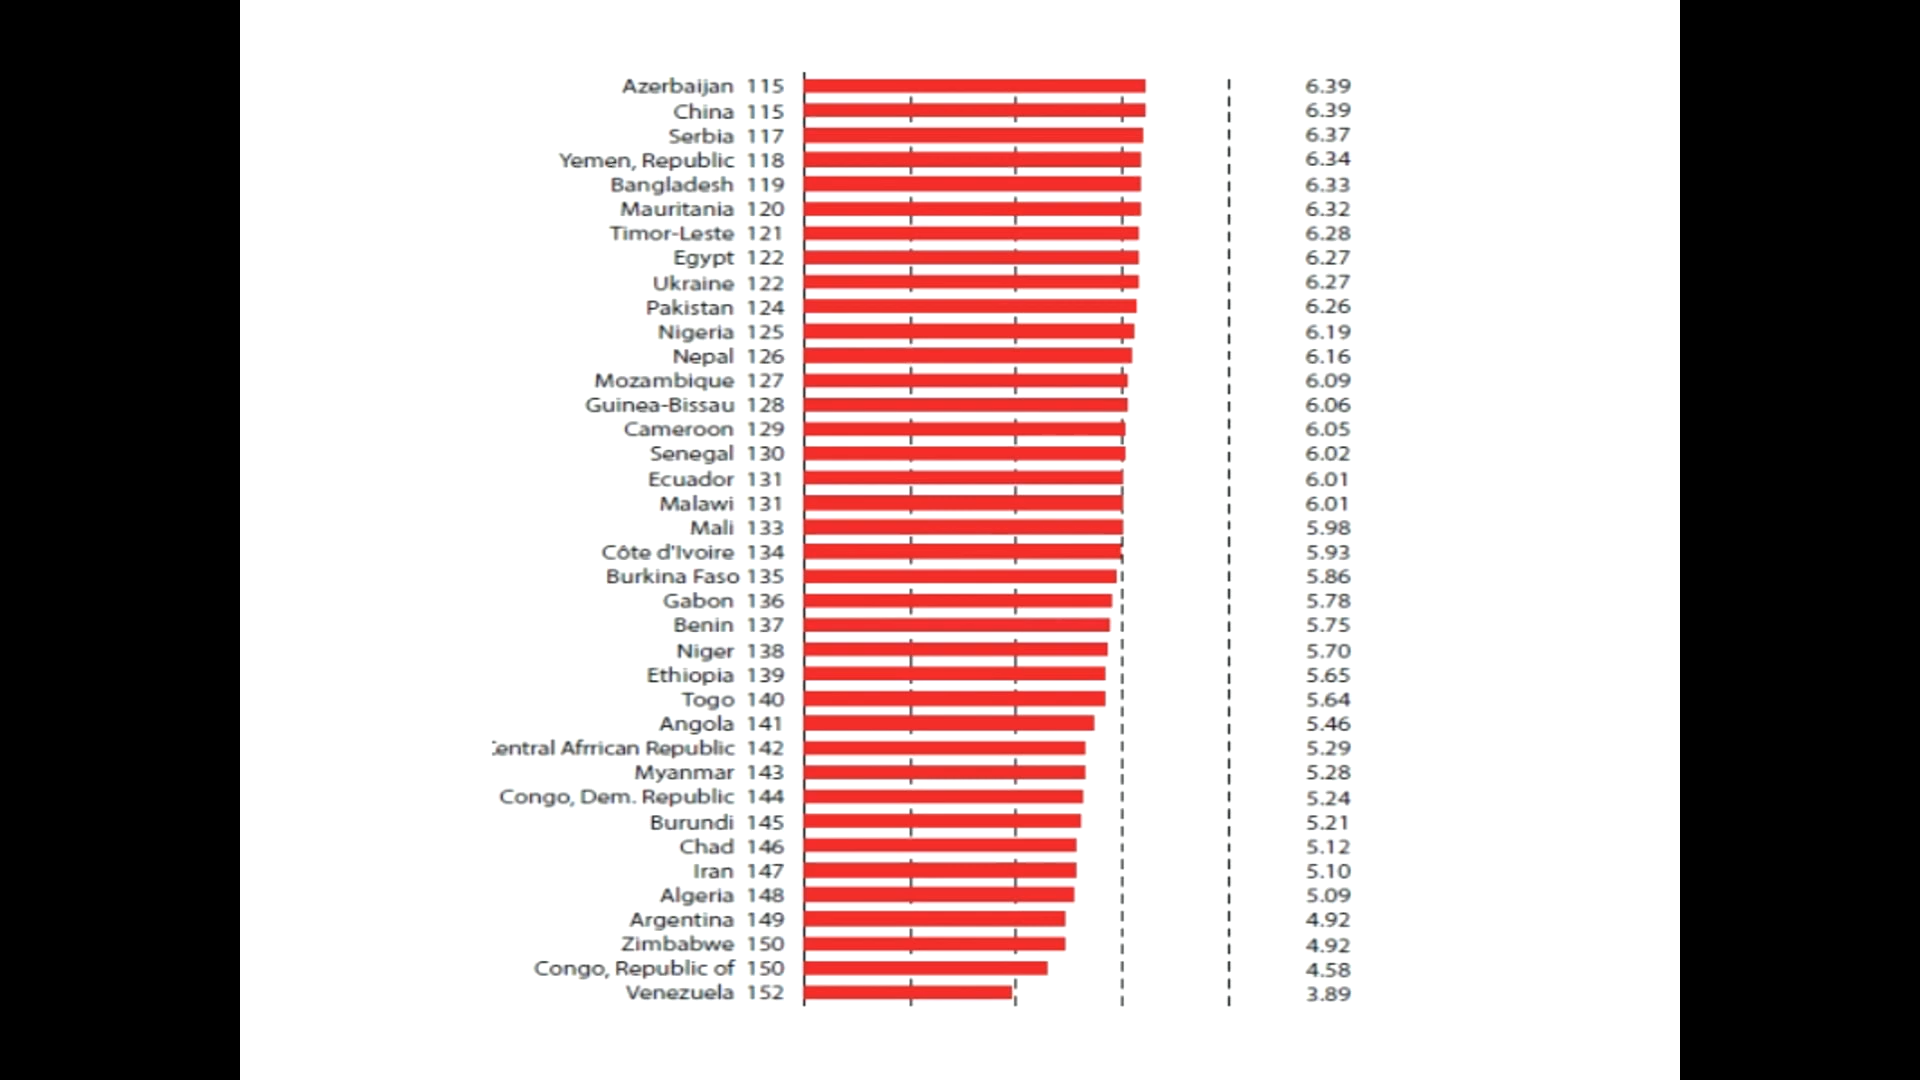 Azerbaijan 115 6.39
China 115 6.39
Serbia 117 6.37
Yemen, Republic 118 6.34
Bangladesh 119 6.33
Mauritania 120 6.32
Timor-Leste 121 6.28
Egypt 122 6.27
Ukraine 122 6.27
Pakistan 124 6.26
Nigeria 125 6.19
Nepal 126 6.16
Mozambique 127 6.09
Guinea-Bissau 128 6.06
Cameroon 129 6.05
Senegal 130 6.02
Ecuador 131 6.01
Malawi 131 6.01
Mali 133 5.98
Côte d'Ivoire 134 5.93
Burkina Faso 135 5.86
Gabon 136 5.78
Benin 137 5.75
Niger 138 5.70
Ethiopia 139 5.65
Togo 140 5.64
Angola 141 5.46
Central Afrrican Republic 142 5.29
Myanmar 143 5.28
Congo, Dem. Republic 144 5.24
Burundi 145 5.21
Chad 146 5.12
Iran 147 5.10
Algeria 148 5.09
Argentina 149 4.92
Zimbabwe 150 4.92
Congo, Republic of 150 4.58
Venezuela 152 3.89